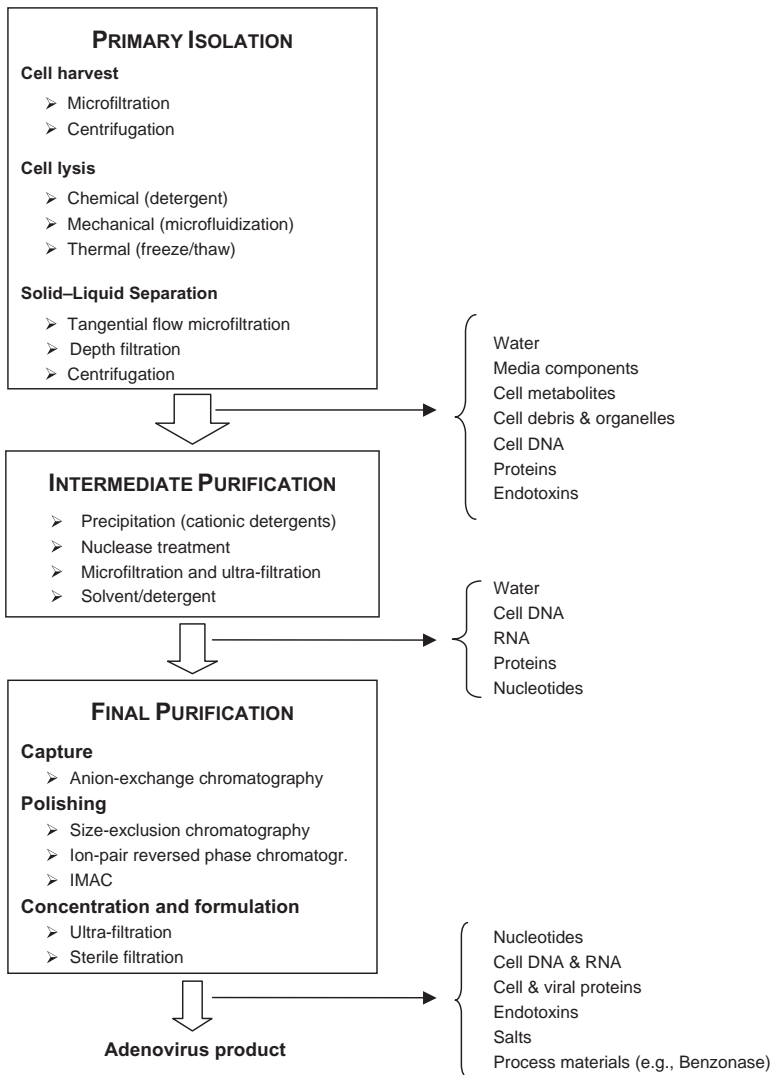 PRIMARY ISOLATION
Cell harvest
➢ Microfiltration
➢ Centrifugation
Cell lysis
➢ Chemical (detergent)
➢ Mechanical (microfluidization)
➢ Thermal (freeze/thaw)
Solid–Liquid Separation
➢ Tangential flow microfiltration
➢ Depth filtration
➢ Centrifugation
Water
Media components
Cell metabolites
Cell debris & organelles
Cell DNA
Proteins
Endotoxins
INTERMEDIATE PURIFICATION
➢ Precipitation (cationic detergents)
➢ Nuclease treatment
➢ Microfiltration and ultra-filtration
➢ Solvent/detergent
Water
Cell DNA
RNA
Proteins
Nucleotides
FINAL PURIFICATION
Capture
➢ Anion-exchange chromatography
Polishing
➢ Size-exclusion chromatography
➢ Ion-pair reversed phase chromatogr.
➢ IMAC
Concentration and formulation
➢ Ultra-filtration
➢ Sterile filtration
Nucleotides
Cell DNA & RNA
Cell & viral proteins
Endotoxins
Salts
Process materials (e.g., Benzonase)
Adenovirus product